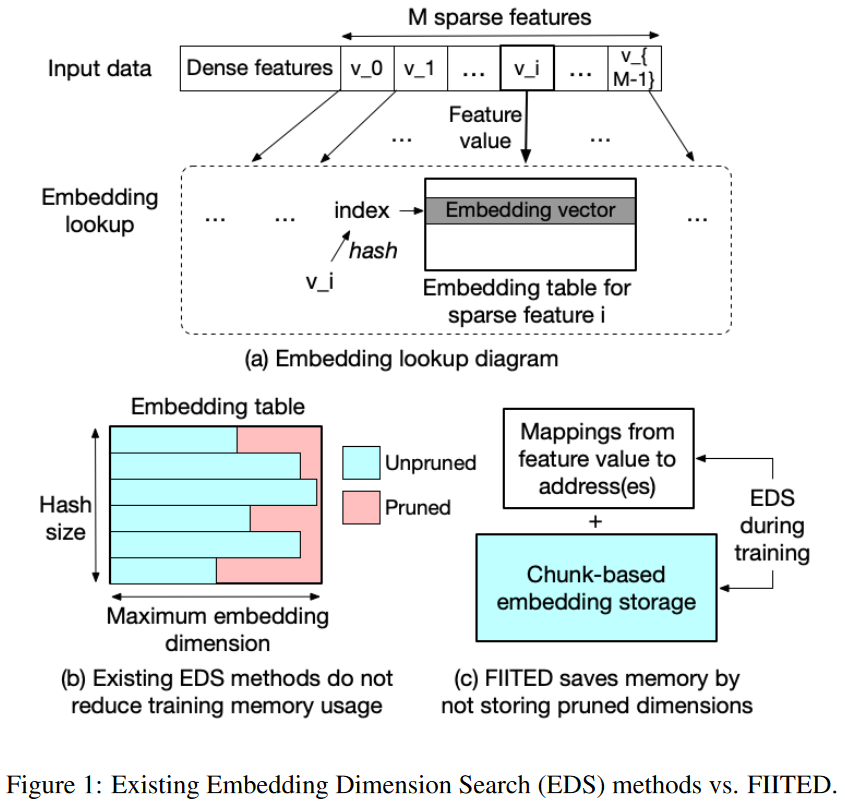 M sparse features
Input data
Dense features v_0 v_1 ... v_i ... v_{
M-1}
Feature
value
... ...
Embedding
lookup
... ... index Embedding vector ...
hash
v_i
Embedding table for
sparse feature i
(a) Embedding lookup diagram
Embedding table
Hash
size
Unpruned
Pruned
Maximum embedding
dimension
(b) Existing EDS methods do not
reduce training memory usage
Mappings from
feature value to
address(es)
+
Chunk-based
embedding storage
EDS
during
training
(c) FIITED saves memory by
not storing pruned dimensions
Figure 1: Existing Embedding Dimension Search (EDS) methods vs. FIITED.